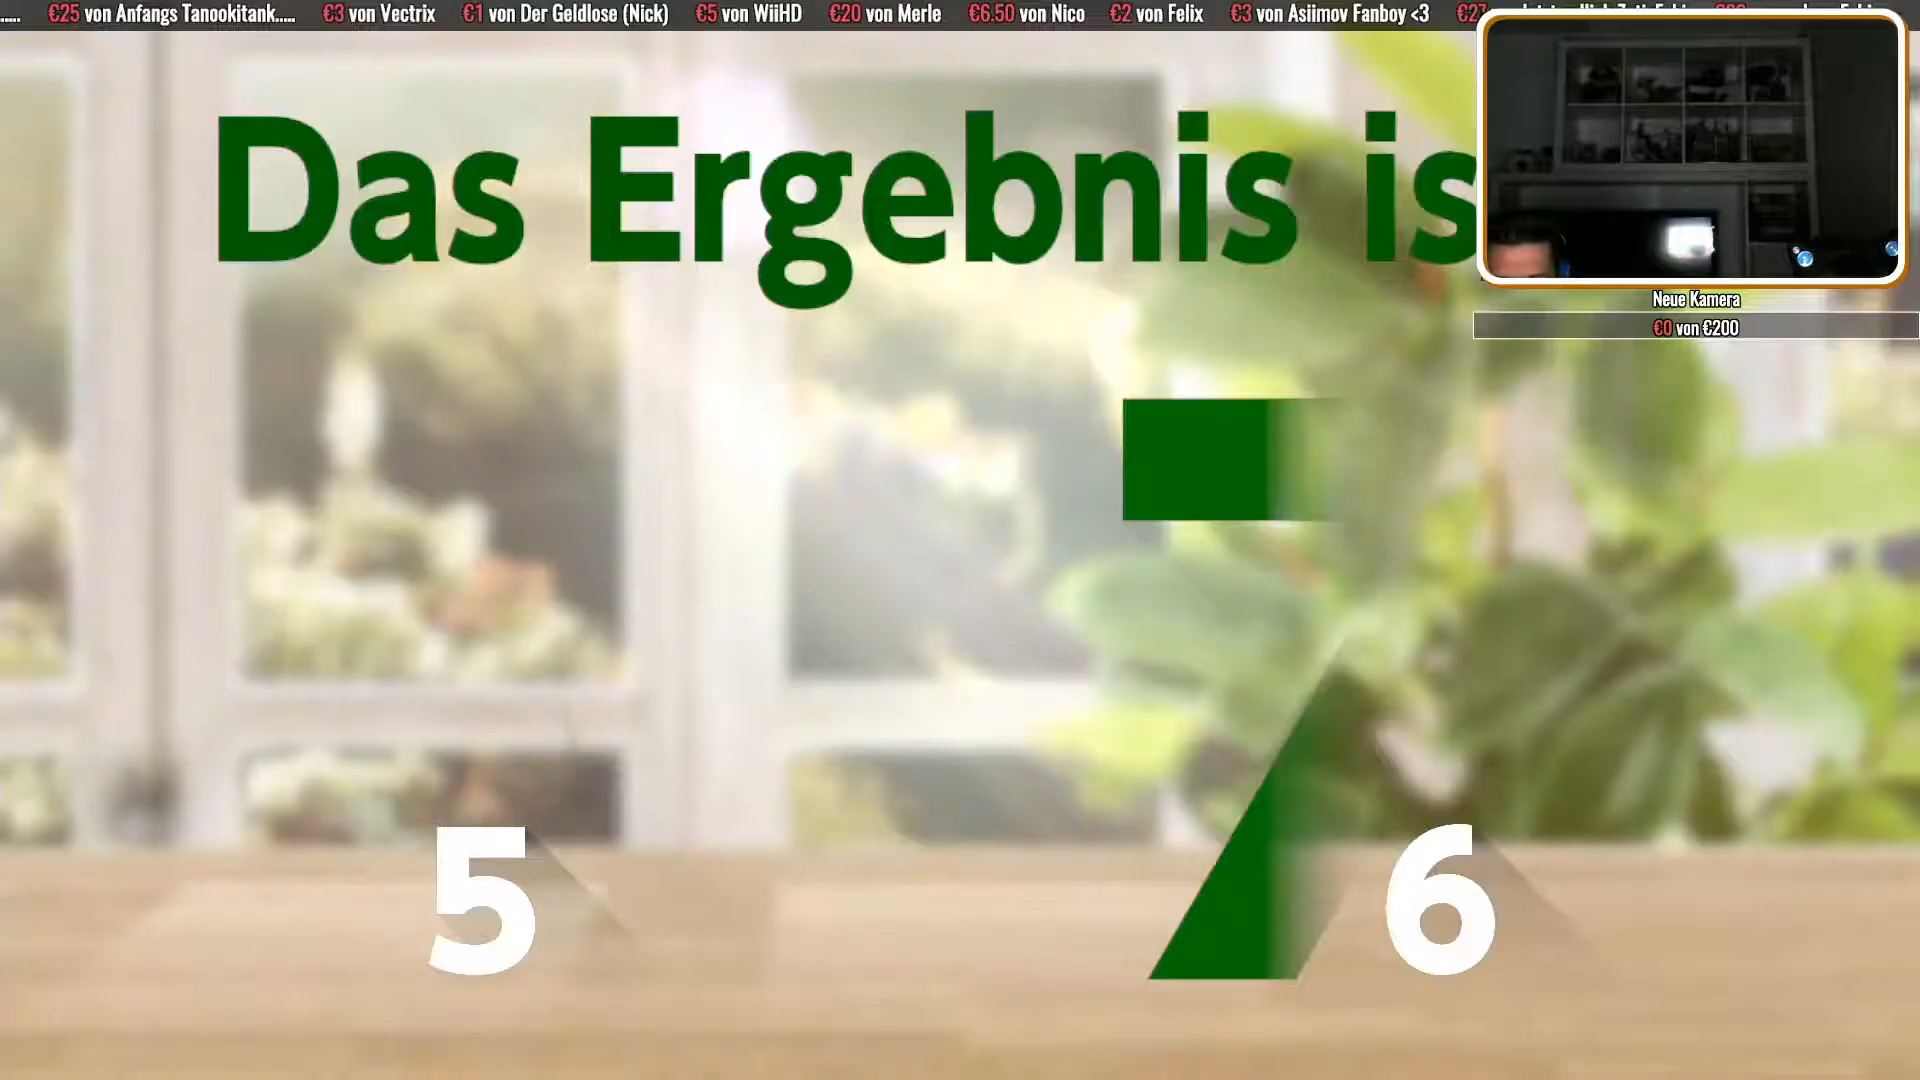 ..... €25 von Anfangs Tanookitank..... €3 von Vectrix €1 von Der Geldlose (Nick) €5 von WiiHD €20 von Merle €6.50 von Nico €2 von Felix €3 von Asiimov Fanboy <3
Das Ergebnis is
Neue Kamera
€0 von €200
5
6